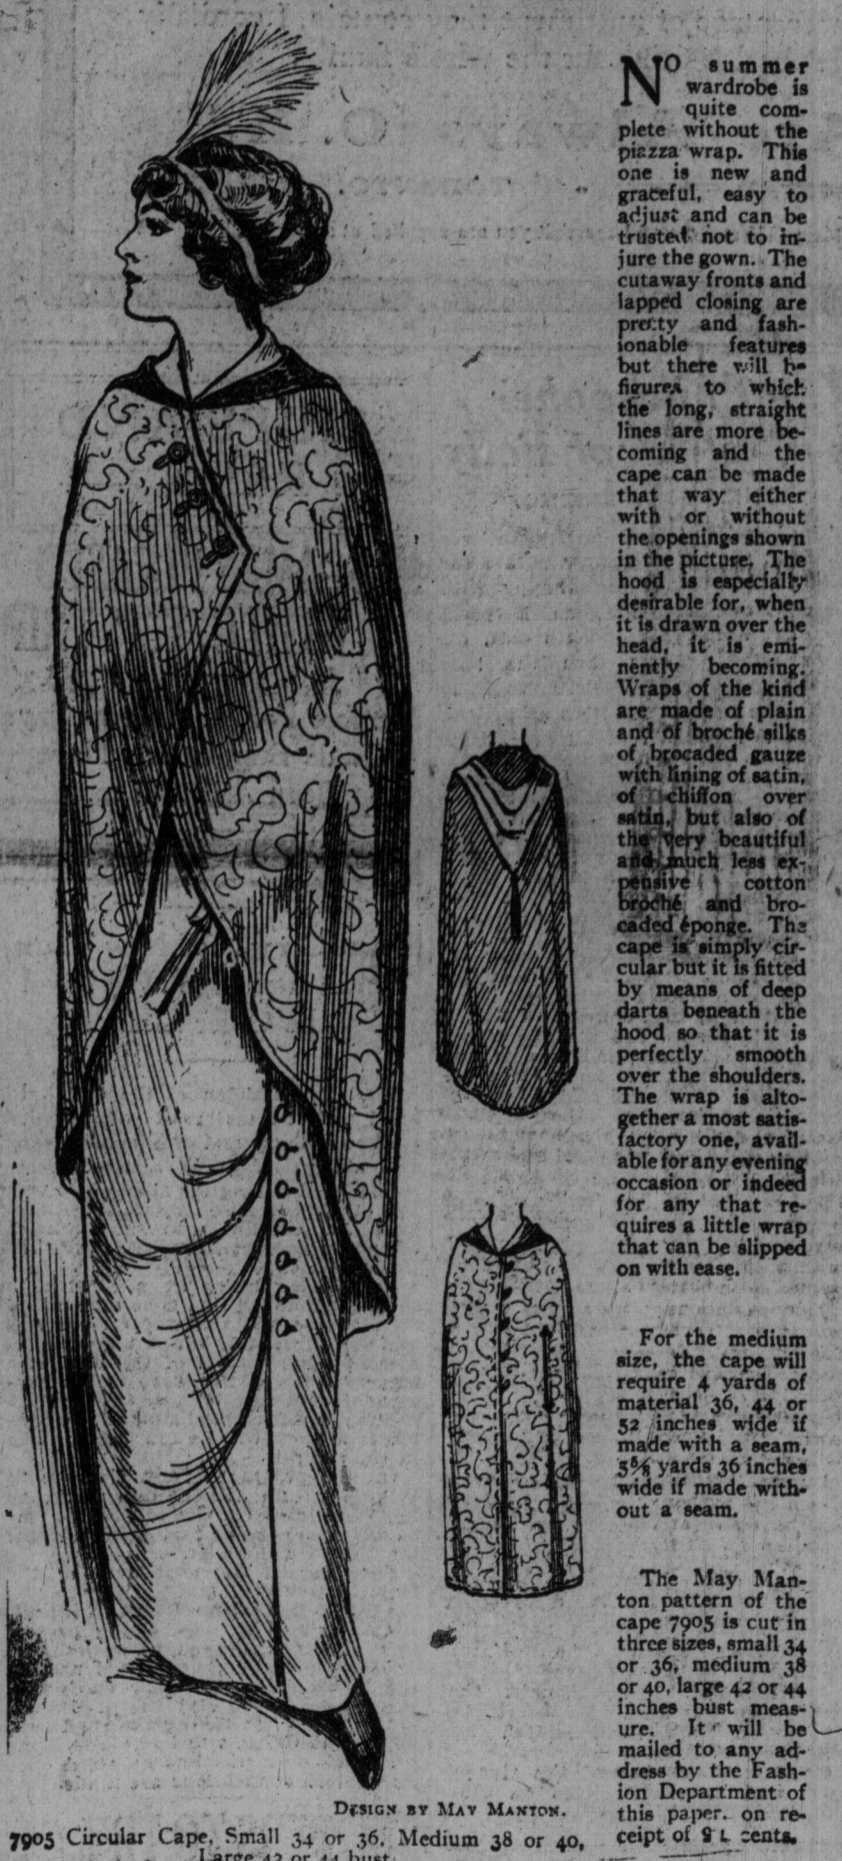 No summer
wardrobe is
quite com-
plete without the
piazza wrap. This
one is new and
graceful, easy to
adjust and can be
trusted not to in-
jure the gown. The
cutaway fronts and
lapped closing are
pretty and fash-
ionable features
but there will be
figures to which
the long, straight
lines are more be-
coming and the
cape can be made
that way either
with or without
the openings shown
in the picture. The
hood is especially
desirable for, when
it is drawn over the
head, it is emi-
nently becoming.
Wraps of the kind
are made of plain
and of broché silks
of brocaded gauze
with lining of satin,
of chiffon over
satin, but also of
the very beautiful
and much less ex-
pensive cotton
broché and bro-
caded éponge. The
cape is simply cir-
cular but it is fitted
by means of deep
darts beneath the
hood so that it is
perfectly smooth
over the shoulders.
The wrap is alto-
gether a most satis-
factory one, avail-
able for any evening
occasion or indeed
for any that re-
quires a little wrap
that can be slipped
on with ease.
For the medium
size, the cape will
require 4 yards of
material 36, 44 or
52 inches wide if
made with a seam,
5⅝ yards 36 inches
wide if made with-
out a seam.
The May Man-
ton pattern of the
cape 7905 is cut in
three sizes, small 34
or 36, medium 38
or 40, large 42 or 44
inches bust meas-
ure. It will be
mailed to any ad-
dress by the Fash-
ion Department of
this paper, on re-
ceipt of cents.
DESIGN BY MAY MANTON.
7905 Circular Cape, Small 34 or 36, Medium 38 or 40,
Large 42 or 44 bust.